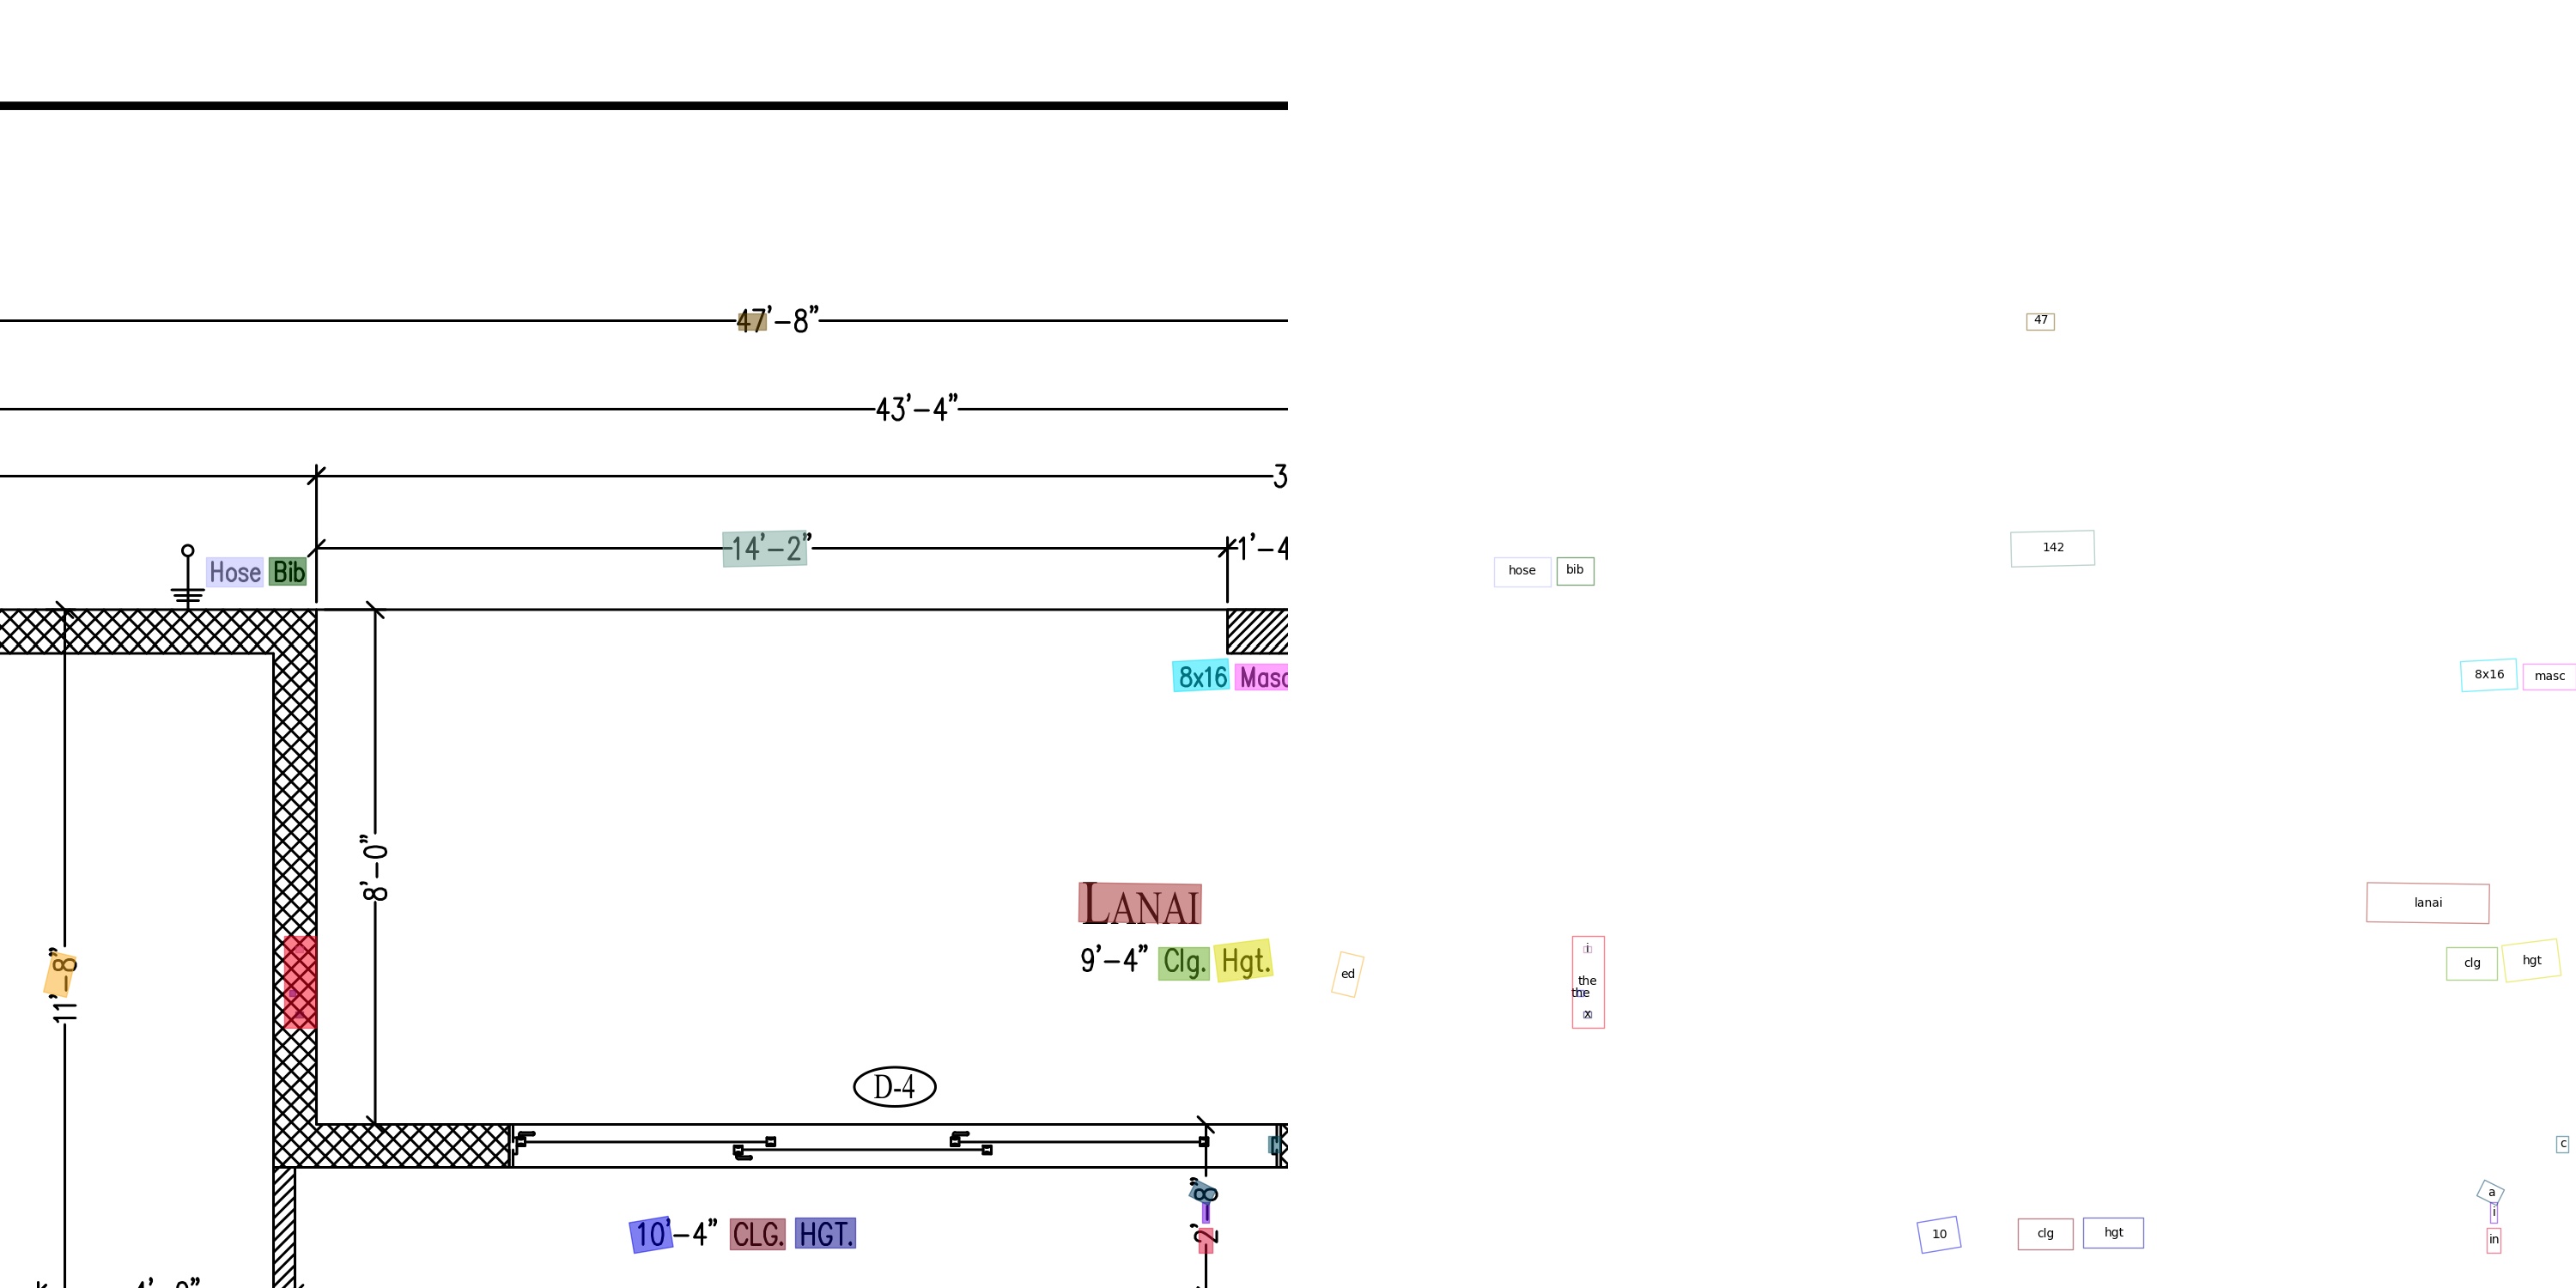 47'-8"
47
43'-4"
3
14'-2"
1'-4
142
Hose Bib
hose bib
8x16 Masc
8x16 masc
8'-0"
LANAI
lanai
9'-4" Clg. Hgt.
clg hgt
11'-8"
ed
i
the
the
x
D-4
c
2'-8"
a
i
in
10'-4" CLG. HGT.
10 clg hgt